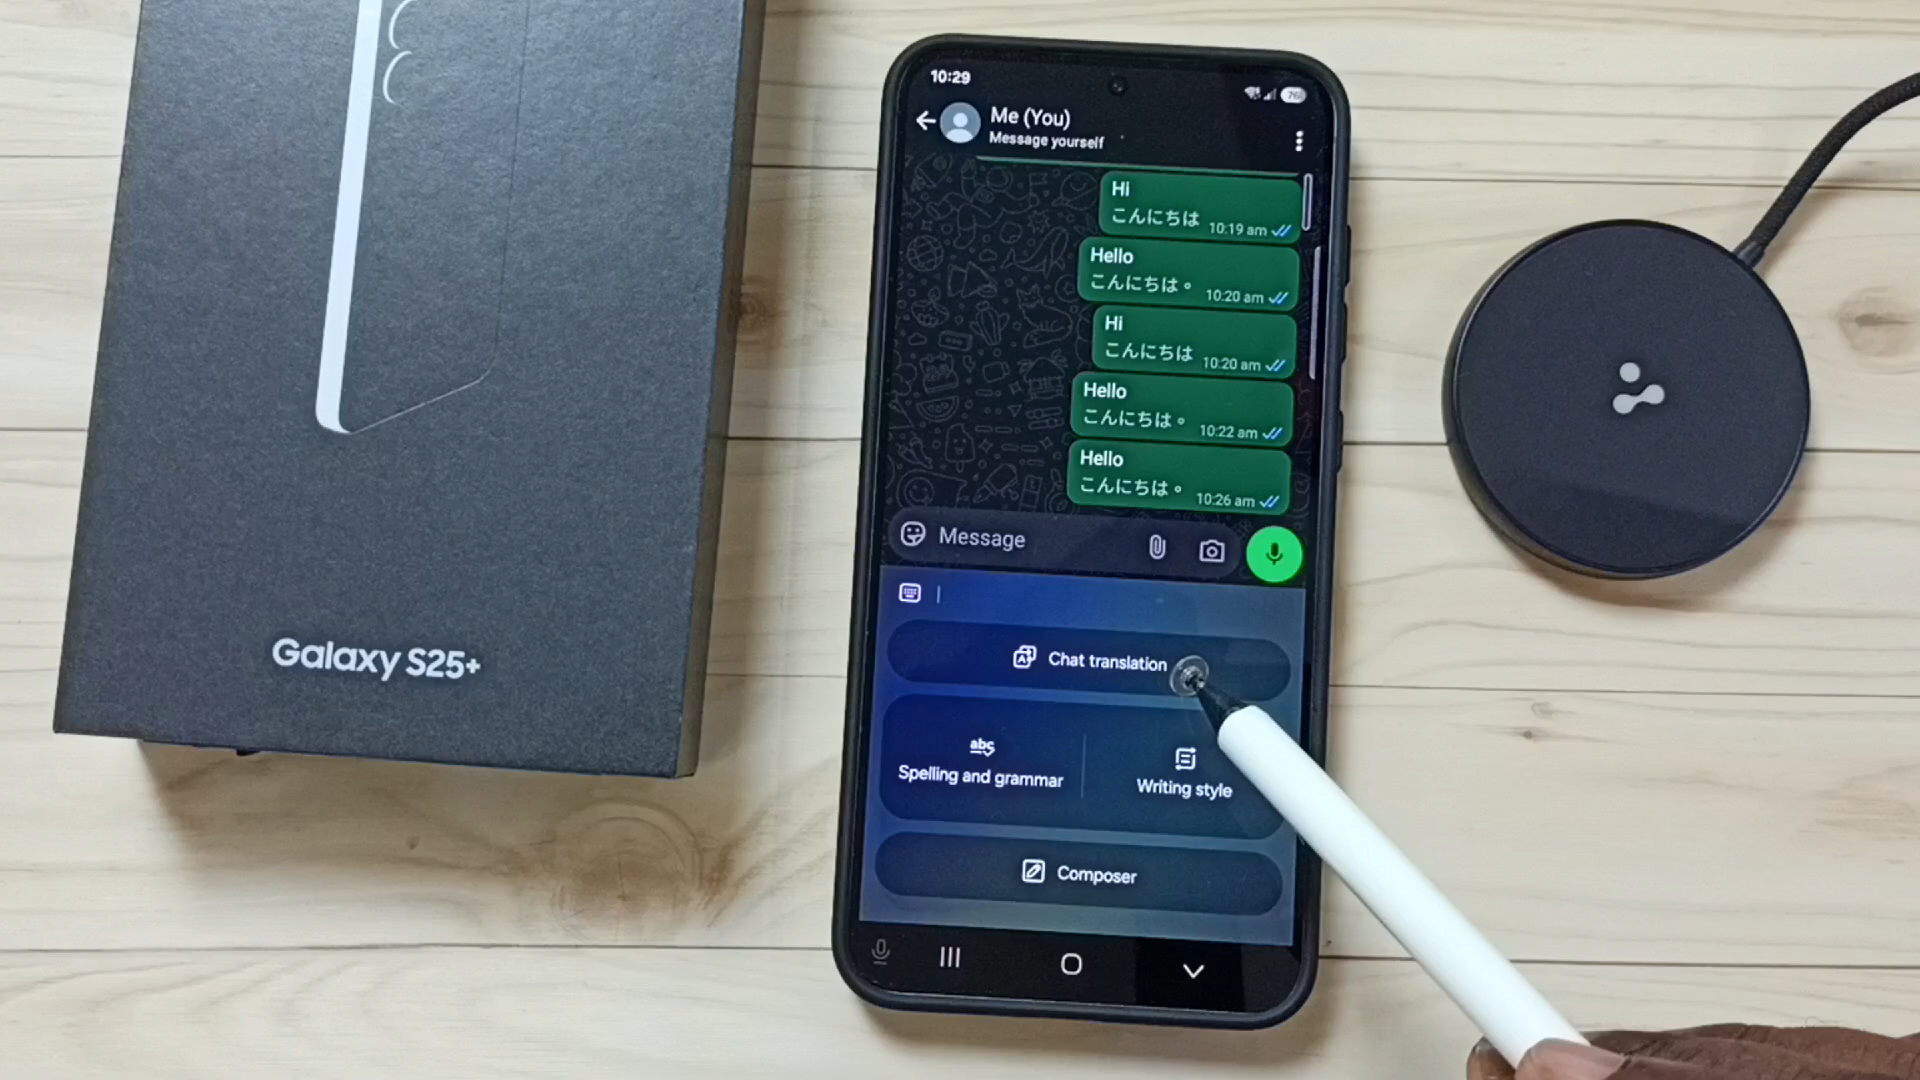 Galaxy S25+
10:29
76
Me (You)
Message yourself
Hi
こんにちは 10:19 am
Hello
こんにちは。 10:20 am
Hi
こんにちは 10:20 am
Hello
こんにちは。 10:22 am
Hello
こんにちは。 10:26 am
Message
Chat translation
abc
Spelling and grammar
Writing style
Composer